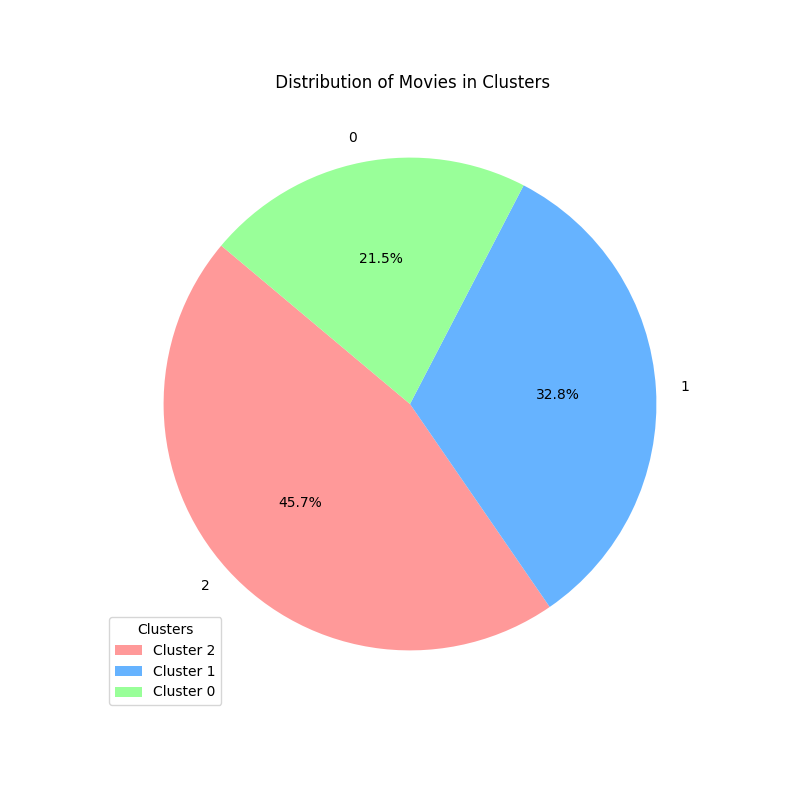 Distribution of Movies in Clusters
0
21.5%
1
32.8%
45.7%
2
Clusters
Cluster 2
Cluster 1
Cluster 0